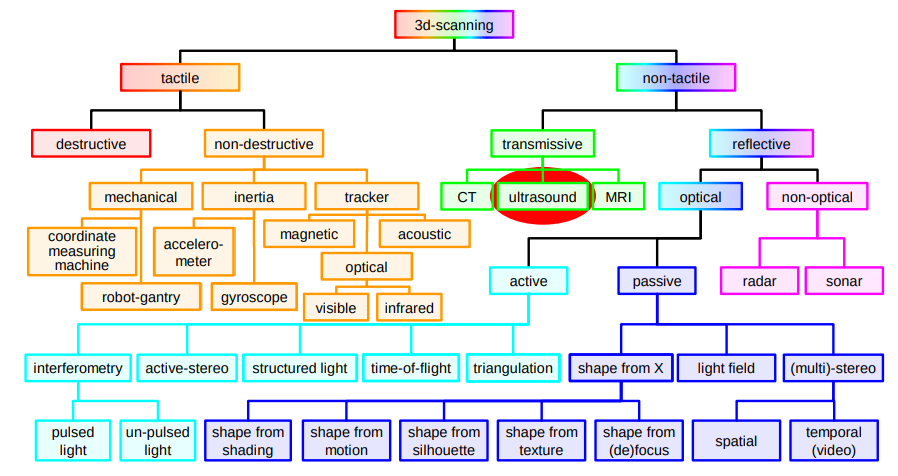 3d-scanning
tactile
non-tactile
destructive
non-destructive
transmissive
reflective
mechanical
inertia
tracker
CT
ultrasound
MRI
optical
non-optical
coordinate
measuring
machine
accelero-
meter
magnetic
acoustic
optical
robot-gantry
gyroscope
visible
infrared
active
passive
radar
sonar
interferometry
active-stereo
structured light
time-of-flight
triangulation
shape from X
light field
(multi)-stereo
pulsed
light
un-pulsed
light
shape from
shading
shape from
motion
shape from
silhouette
shape from
texture
shape from
(de)focus
spatial
temporal
(video)